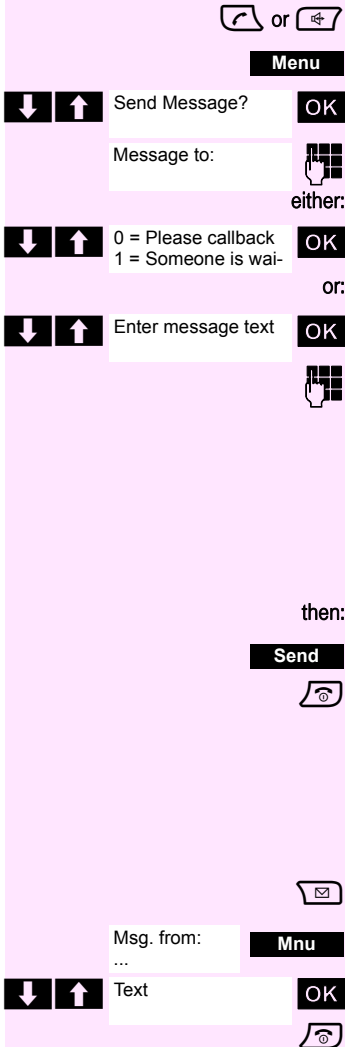 or
Menu
Send Message? OK
Message to:
either:
0 = Please callback OK
1 = Someone is wai-
or:
Enter message text OK
then:
Send
Msg. from: Mnu
...
Text OK